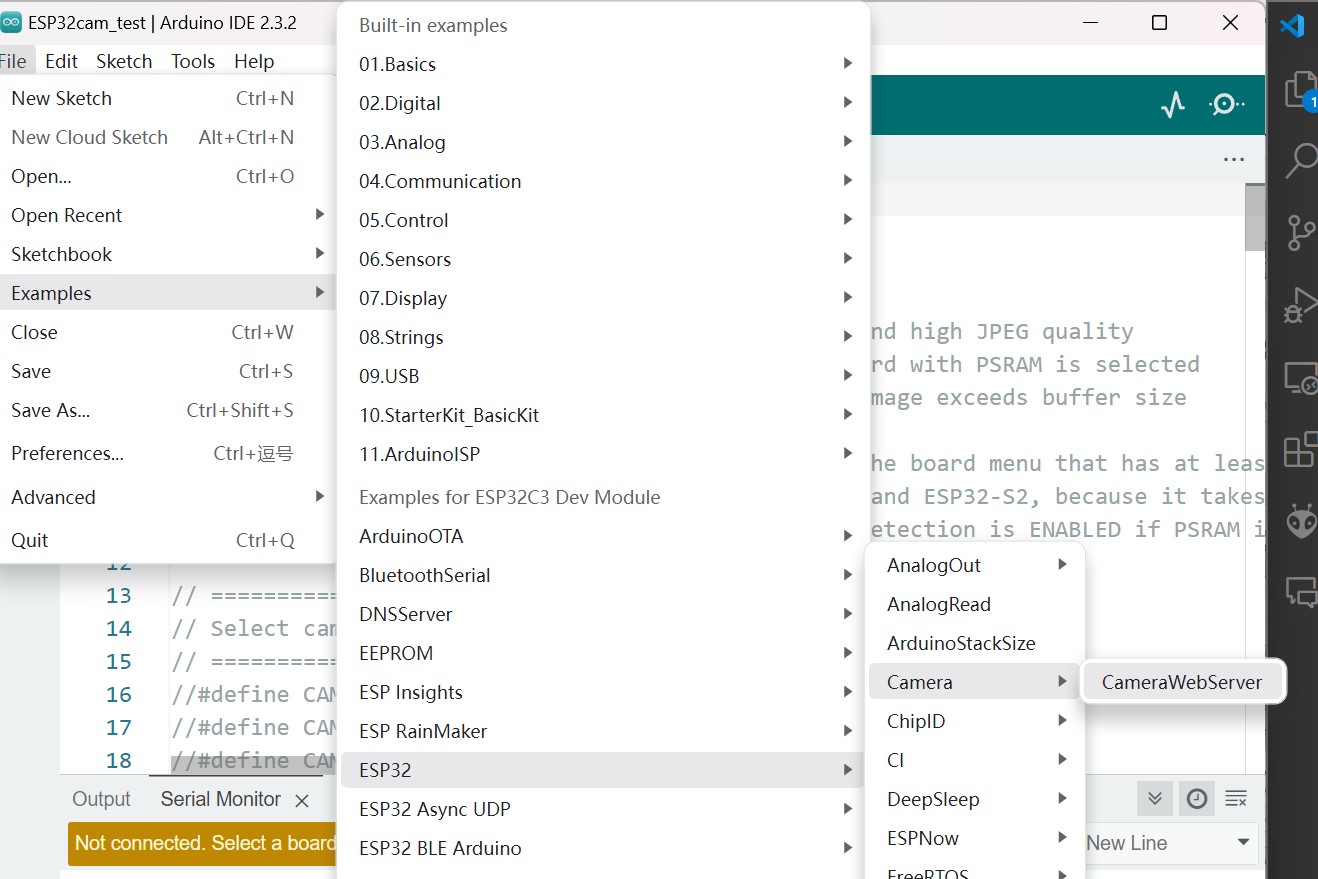 ESP32cam_test | Arduino IDE 2.3.2
File Edit Sketch Tools Help
New Sketch Ctrl+N
New Cloud Sketch Alt+Ctrl+N
Open... Ctrl+O
Open Recent
Sketchbook
Examples
Close Ctrl+W
Save Ctrl+S
Save As... Ctrl+Shift+S
Preferences... Ctrl+逗号
Advanced
Quit Ctrl+Q
Built-in examples
01.Basics
02.Digital
03.Analog
04.Communication
05.Control
06.Sensors
07.Display
08.Strings
09.USB
10.StarterKit_BasicKit
11.ArduinoISP
Examples for ESP32C3 Dev Module
ArduinoOTA
BluetoothSerial
DNSServer
EEPROM
ESP Insights
ESP RainMaker
ESP32
ESP32 Async UDP
ESP32 BLE Arduino
AnalogOut
AnalogRead
ArduinoStackSize
Camera
ChipID
CI
DeepSleep
ESPNow
FreeRTOS
CameraWebServer
nd high JPEG quality
rd with PSRAM is selected
mage exceeds buffer size
he board menu that has at leas
and ESP32-S2, because it takes
etection is ENABLED if PSRAM i
12
13 // ==========
14 // Select cam
15 // ==========
16 //#define CAM
17 //#define CAM
18 //#define CAM
Output Serial Monitor
Not connected. Select a board
New Line
1